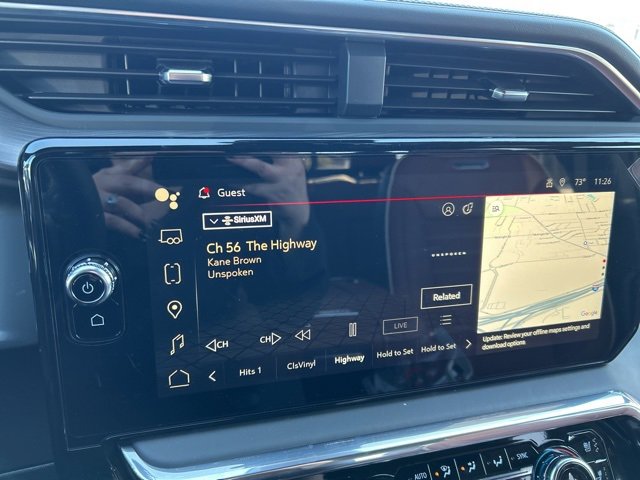 Guest
73° 11:26
SiriusXM
Ch 56 The Highway
Kane Brown
Unspoken
UNSPOKEN
Related
CH
CH
LIVE
Hits 1
ClsVinyl
Highway
Hold to Set
Hold to Set
Google
Update: Review your offline maps settings and
download options.
AUTO
SYNC